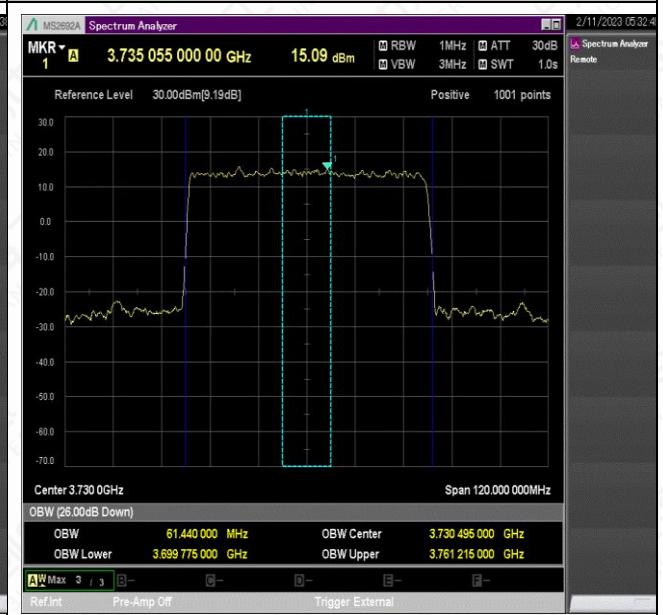 MS2692A Spectrum Analyzer
2/11/2023 05:32:4
MKR 1 A 3.735 055 000 00 GHz 15.09 dBm M RBW 1MHz M ATT 30dB
M VBW 3MHz M SWT 1.0s
Spectrum Analyzer
Remote
Reference Level 30.00dBm[9.19dB] Positive 1001 points
1
30.0
20.0
1
10.0
0.0
-10.0
-20.0
-30.0
-40.0
-50.0
-60.0
-70.0
Center 3.730 0GHz Span 120.000 000MHz
OBW (26.00dB Down)
OBW 61.440 000 MHz OBW Center 3.730 495 000 GHz
OBW Lower 3.699 775 000 GHz OBW Upper 3.761 215 000 GHz
A W Max 3 / 3 B- C- D- E- F-
Ref.Int Pre-Amp Off Trigger External